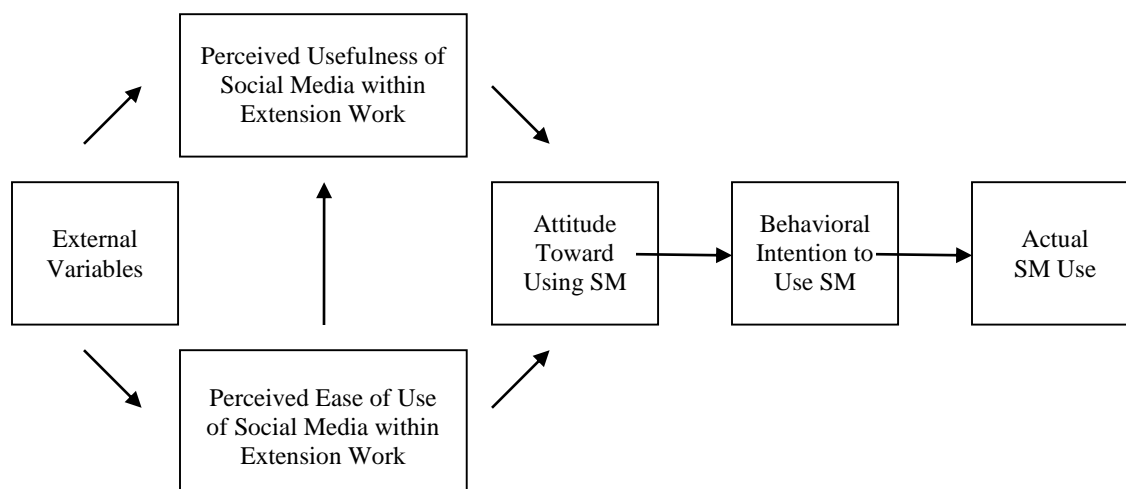 Perceived Usefulness of
Social Media within
Extension Work
External
Variables
Attitude
Toward
Using SM
Behavioral
Intention to
Use SM
Actual
SM Use
Perceived Ease of Use
of Social Media within
Extension Work